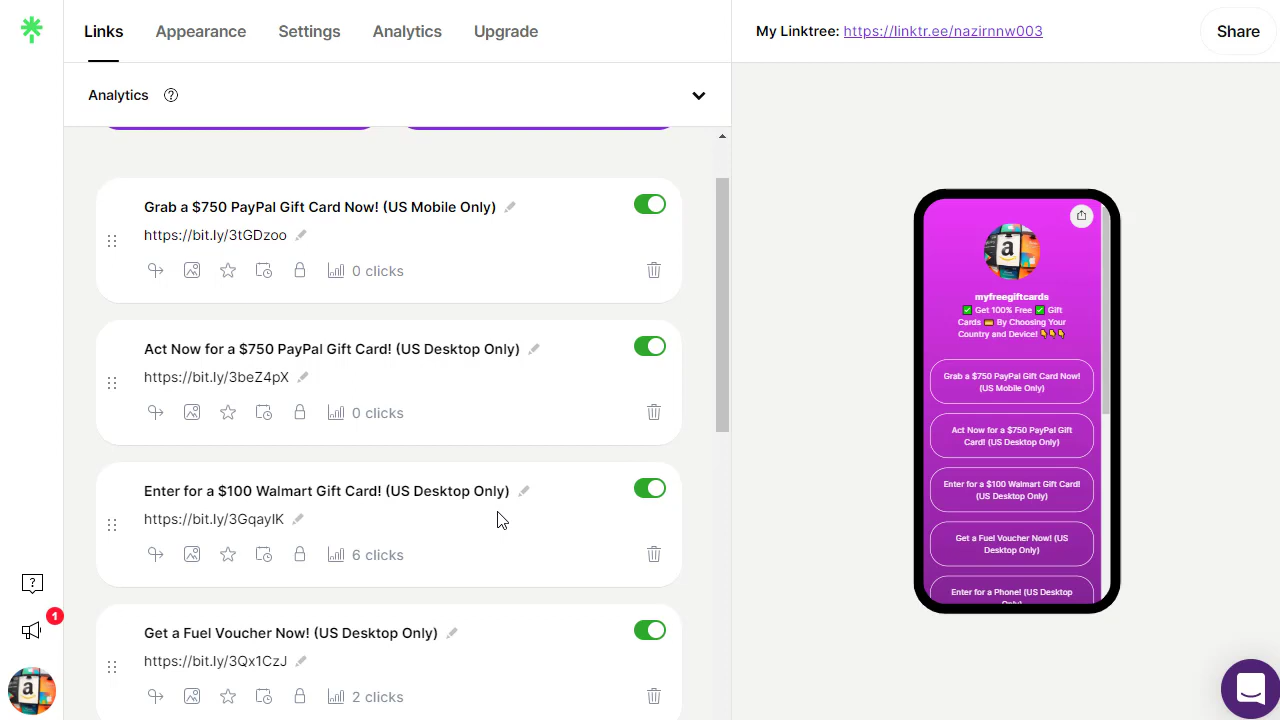 Links
Appearance
Settings
Analytics
Upgrade
My Linktree: https://linktr.ee/nazirnnw003
Share
Analytics ?
Grab a $750 PayPal Gift Card Now! (US Mobile Only)
https://bit.ly/3tGDzoo
0 clicks
Act Now for a $750 PayPal Gift Card! (US Desktop Only)
https://bit.ly/3beZ4pX
0 clicks
Enter for a $100 Walmart Gift Card! (US Desktop Only)
https://bit.ly/3GqayIK
6 clicks
Get a Fuel Voucher Now! (US Desktop Only)
https://bit.ly/3Qx1CzJ
2 clicks
?
1
a
a
myfreegiftcards
✅ Get 100% Free ✅ Gift
Cards 💳 By Choosing Your
Country and Device! 👇👇👇
Grab a $750 PayPal Gift Card Now!
(US Mobile Only)
Act Now for a $750 PayPal Gift
Card! (US Desktop Only)
Enter for a $100 Walmart Gift Card!
(US Desktop Only)
Get a Fuel Voucher Now! (US
Desktop Only)
Enter for a Phone! (US Desktop
Only)